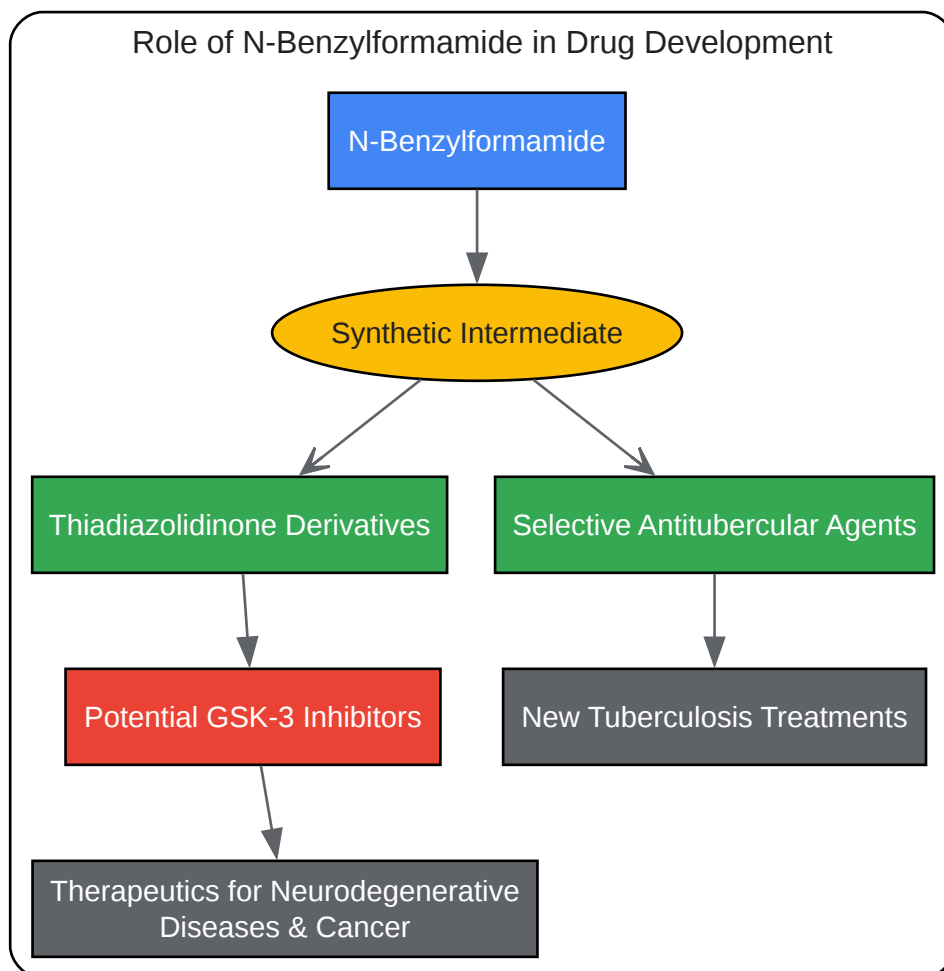 Role of N-Benzylformamide in Drug Development
N-Benzylformamide
Synthetic Intermediate
Thiadiazolidinone Derivatives
Selective Antitubercular Agents
Potential GSK-3 Inhibitors
New Tuberculosis Treatments
Therapeutics for Neurodegenerative
Diseases & Cancer